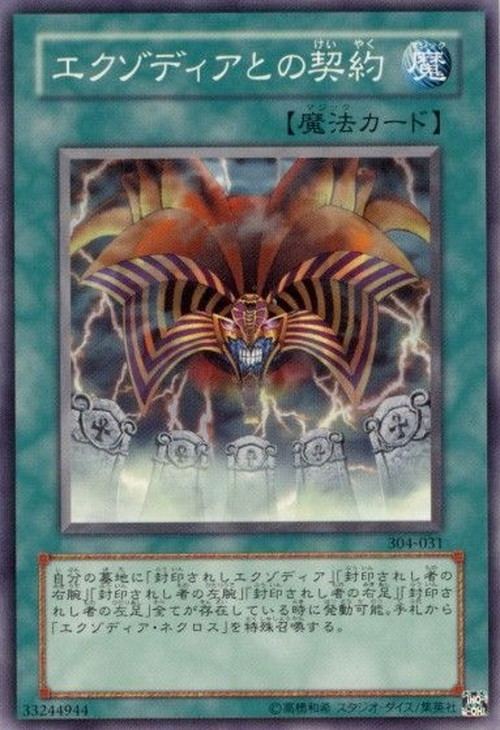 けい やく
エクゾディアとの契約
マジック
魔
マジック
【魔法カード】
304-031
自分の墓地に「封印されしエクゾディア」「封印されし者の
右腕」「封印されし者の左腕」「封印されし者の右足」「封印さ
れし者の左足」全てが存在している時に発動可能。手札から
「エクゾディア・ネクロス」を特殊召喚する。
33244944
©高橋和希 スタジオ・ダイス/集英社